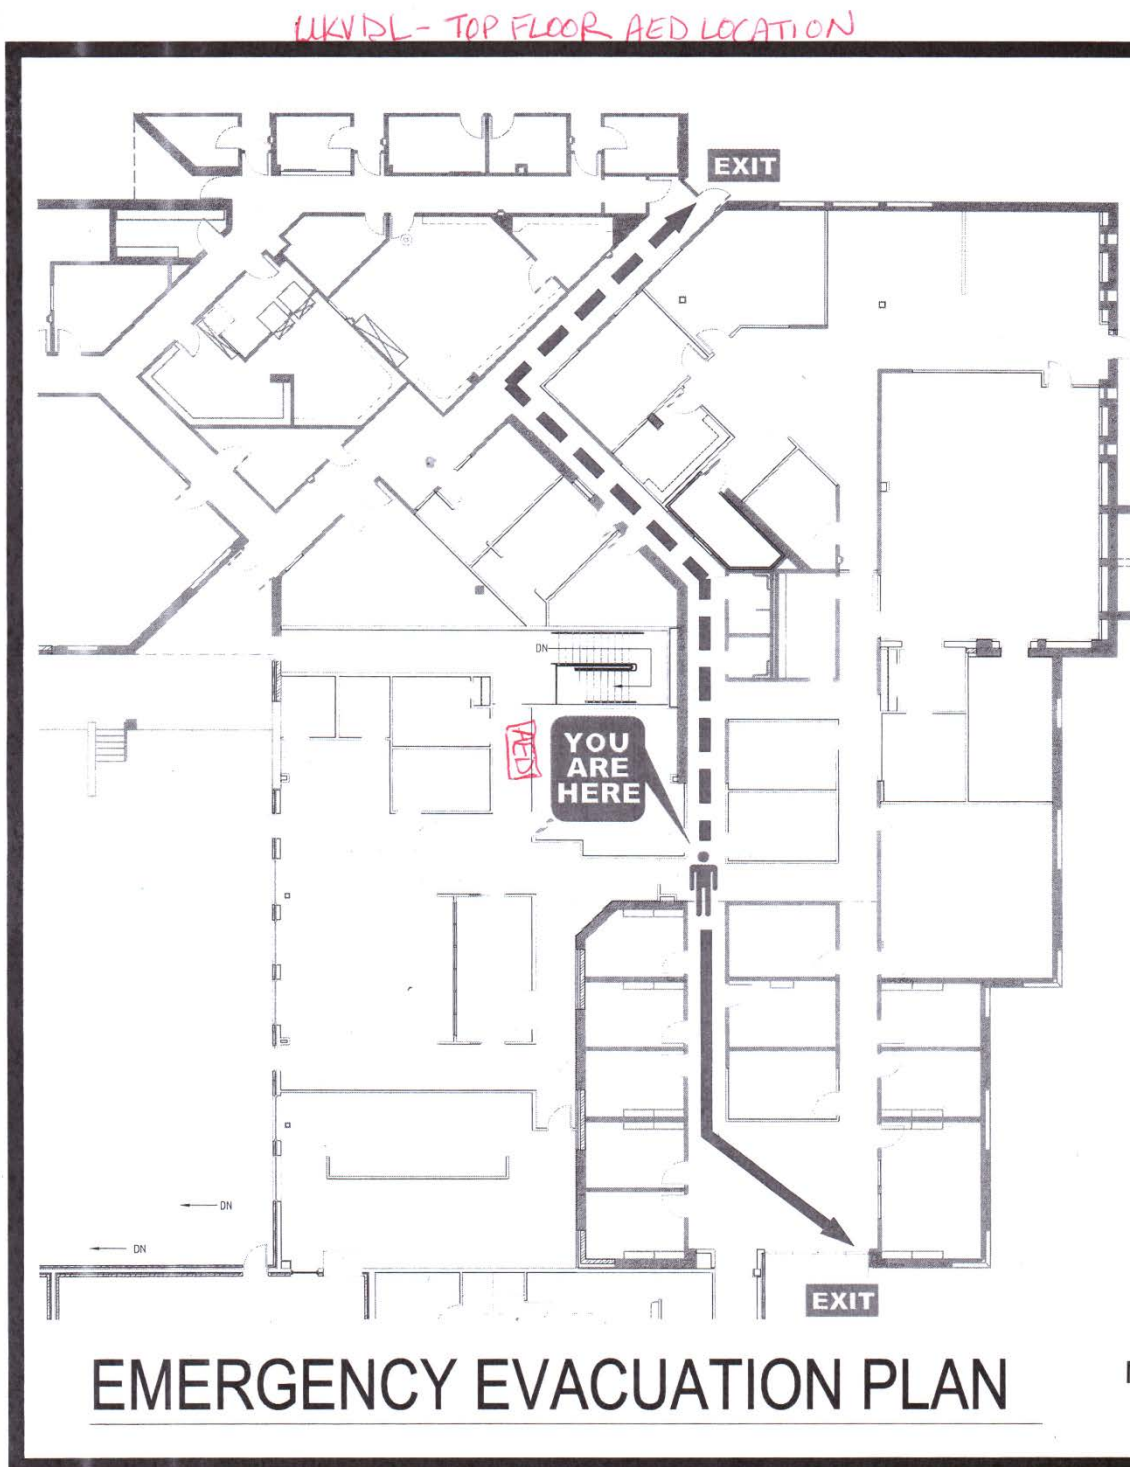 UKVDL - TOP FLOOR AED LOCATION
EXIT
DN
AED
YOU
ARE
HERE
DN
DN
EXIT
EMERGENCY EVACUATION PLAN